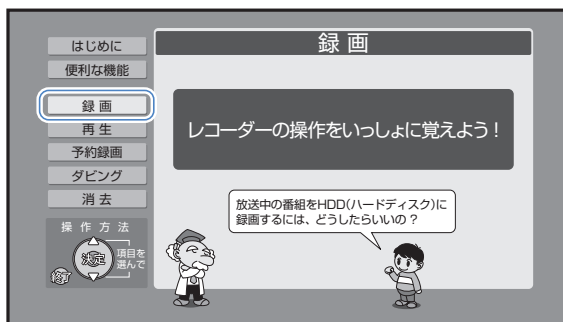 はじめに
便利な機能
録 画
再 生
予約録画
ダビング
消 去
操 作 方 法
決定
項目を
選んで
録 画
レコーダーの操作をいっしょに覚えよう!
放送中の番組をHDD(ハードディスク)に
録画するには、どうしたらいいの?